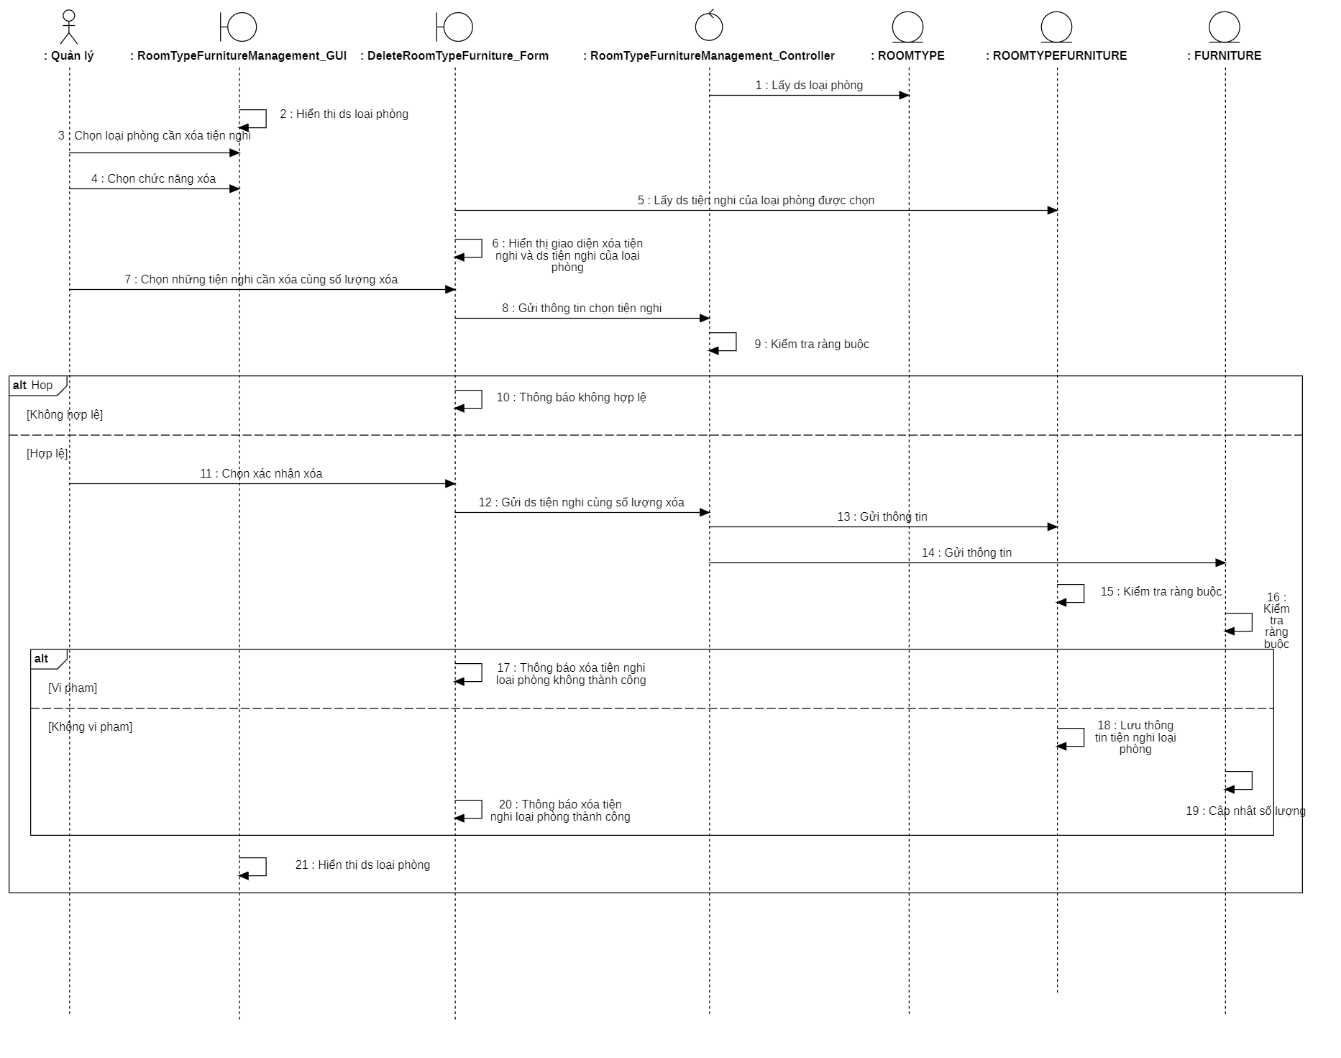 : Quản lý
: RoomTypeFurnitureManagement_GUI
: DeleteRoomTypeFurniture_Form
: RoomTypeFurnitureManagement_Controller
: ROOMTYPE
: ROOMTYPEFURNITURE
: FURNITURE
1 : Lấy ds loại phòng
2 : Hiển thị ds loại phòng
3 : Chọn loại phòng cần xóa tiện nghi
4 : Chọn chức năng xóa
5 : Lấy ds tiện nghi của loại phòng được chọn
6 : Hiển thị giao diện xóa tiện
nghi và ds tiện nghi của loại
phòng
7 : Chọn những tiện nghi cần xóa cùng số lượng xóa
8 : Gửi thông tin chọn tiện nghi
9 : Kiểm tra ràng buộc
alt Hop
10 : Thông báo không hợp lệ
[Không hợp lệ]
[Hợp lệ]
11 : Chọn xác nhận xóa
12 : Gửi ds tiện nghi cùng số lượng xóa
13 : Gửi thông tin
14 : Gửi thông tin
15 : Kiểm tra ràng buộc
16 :
Kiểm
tra
ràng
buộc
alt
17 : Thông báo xóa tiện nghi
loại phòng không thành công
[Vi phạm]
[Không vi phạm]
18 : Lưu thông
tin tiện nghi loại
phòng
19 : Cập nhật số lượng
20 : Thông báo xóa tiện
nghi loại phòng thành công
21 : Hiển thị ds loại phòng